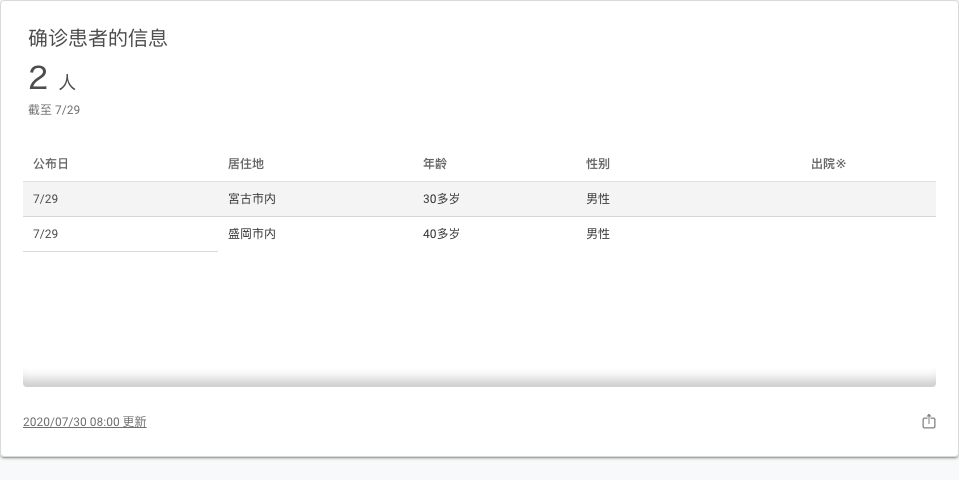 确诊患者的信息
2 人
截至 7/29
公布日 居住地 年龄 性别 出院※
7/29 宮古市内 30多岁 男性
7/29 盛岡市内 40多岁 男性
2020/07/30 08:00 更新